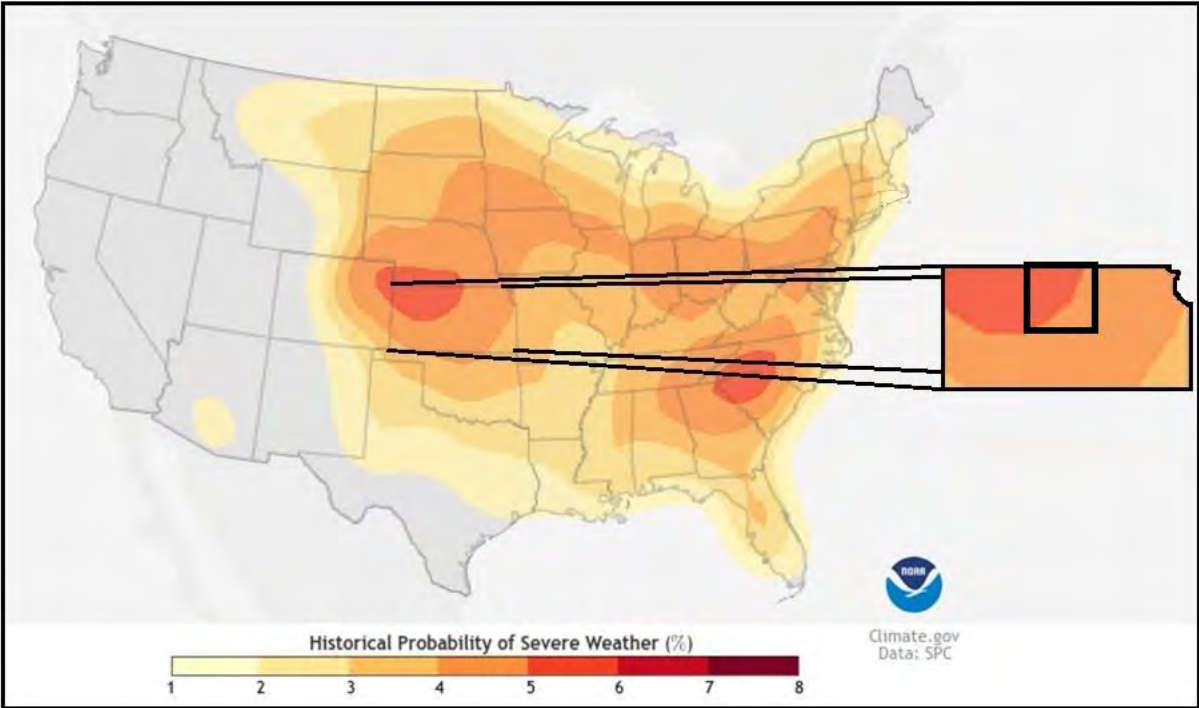 NOAA
Climate.gov
Data: SPC
Historical Probability of Severe Weather (%)
1 2 3 4 5 6 7 8